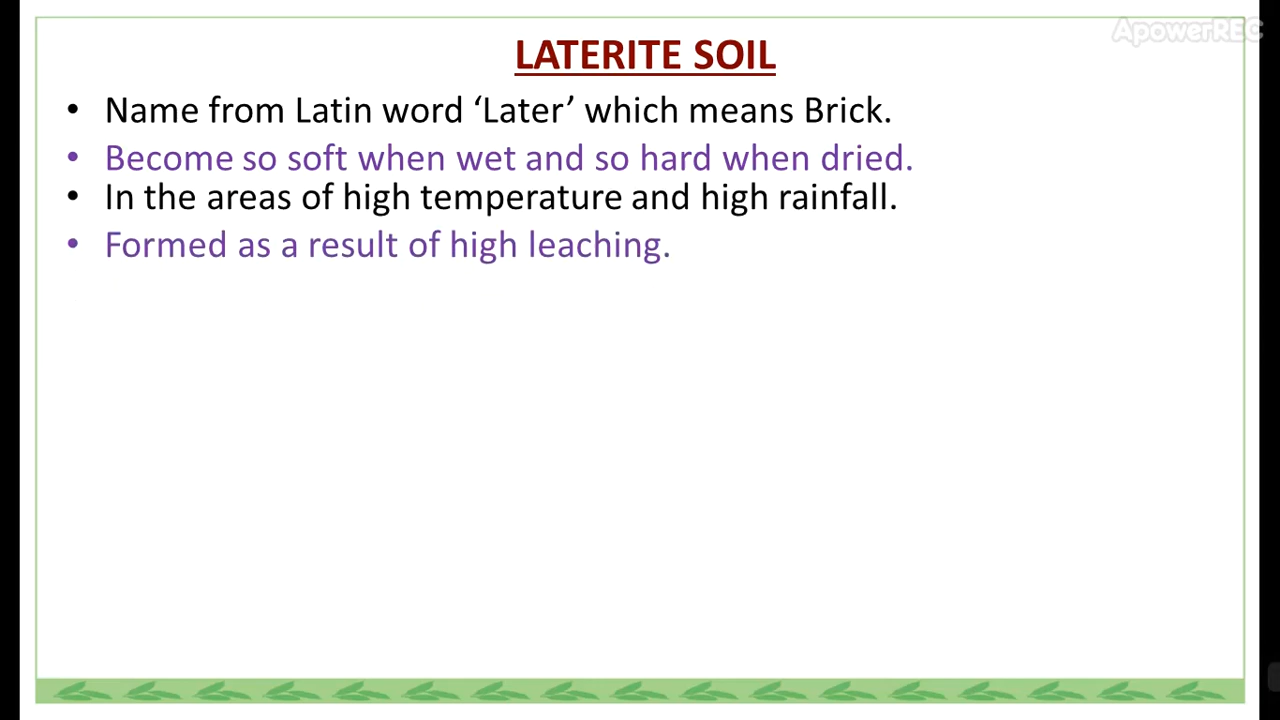 ApowerREC
LATERITE SOIL
• Name from Latin word ‘Later’ which means Brick.
• Become so soft when wet and so hard when dried.
• In the areas of high temperature and high rainfall.
• Formed as a result of high leaching.